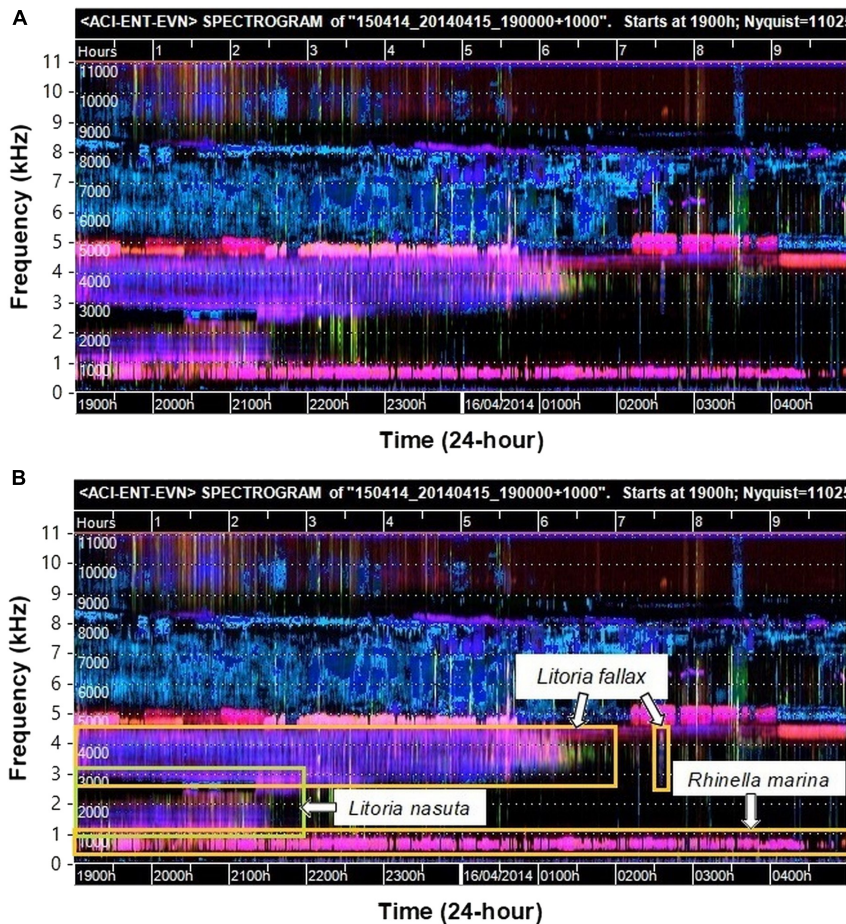 A
<ACI-ENT-EVN> SPECTROGRAM of "150414_20140415_190000+1000". Starts at 1900h; Nyquist=11025
Hours 1 2 3 4 5 6 7 8 9
11 11000
10 10000
9 9000
8 8000
7 7000
6 6000
5 5000
4 4000
3 3000
2 2000
1 1000
0
Frequency (kHz)
1900h 2000h 2100h 2200h 2300h 16/04/2014 0100h 0200h 0300h 0400h
Time (24-hour)
B
<ACI-ENT-EVN> SPECTROGRAM of "150414_20140415_190000+1000". Starts at 1900h; Nyquist=11025
Hours 1 2 3 4 5 6 7 8 9
11 11000
10 10000
9 9000
8 8000
7 7000
6 6000
Litoria fallax
5 5000
4 4000
3 3000
Rhinella marina
2 2000
Litoria nasuta
1 1000
0
Frequency (kHz)
1900h 2000h 2100h 2200h 2300h 16/04/2014 0100h 0200h 0300h 0400h
Time (24-hour)